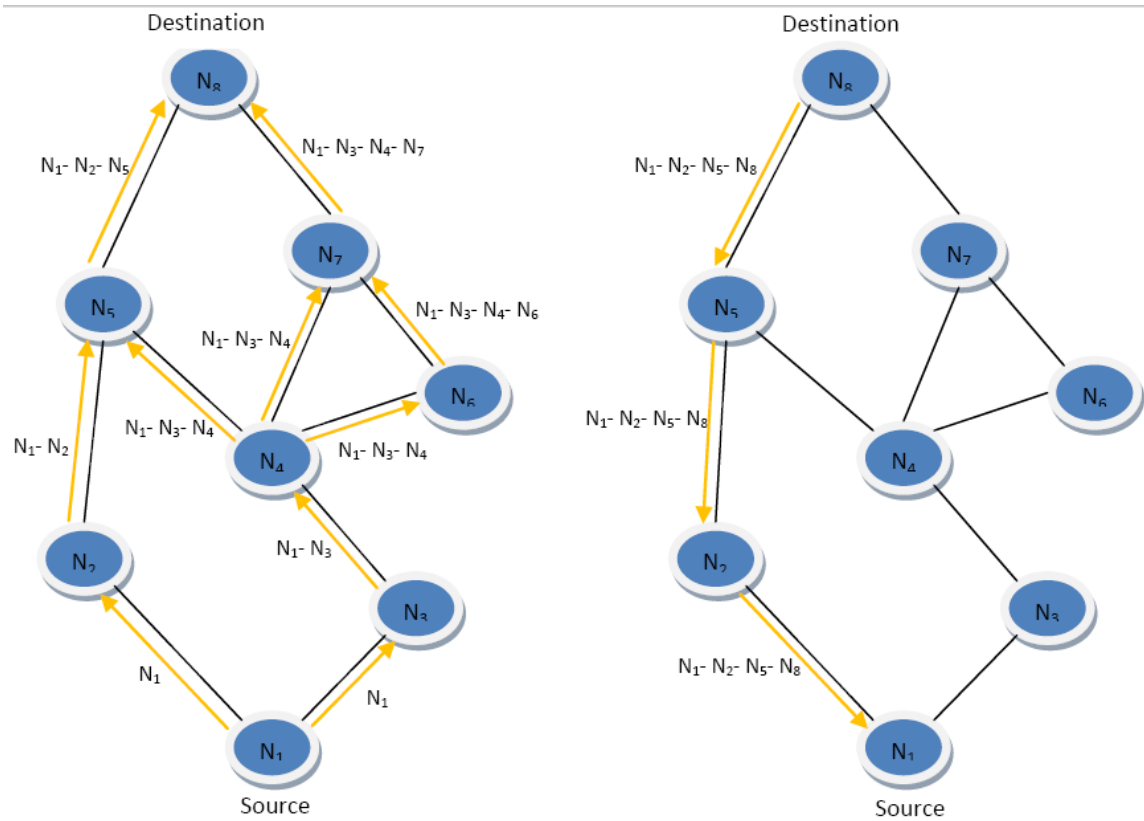 Destination
Destination
N₈
N₈
N₁- N₂- N₅
N₁- N₃- N₄- N₇
N₁- N₂- N₅- N₈
N₇
N₇
N₅
N₅
N₁- N₃- N₄- N₆
N₁- N₃- N₄
N₆
N₆
N₁- N₂
N₁- N₃- N₄
N₁- N₃- N₄
N₁- N₂- N₅- N₈
N₄
N₄
N₁- N₃
N₂
N₂
N₃
N₃
N₁
N₁
N₁- N₂- N₅- N₈
N₁
N₁
Source
Source